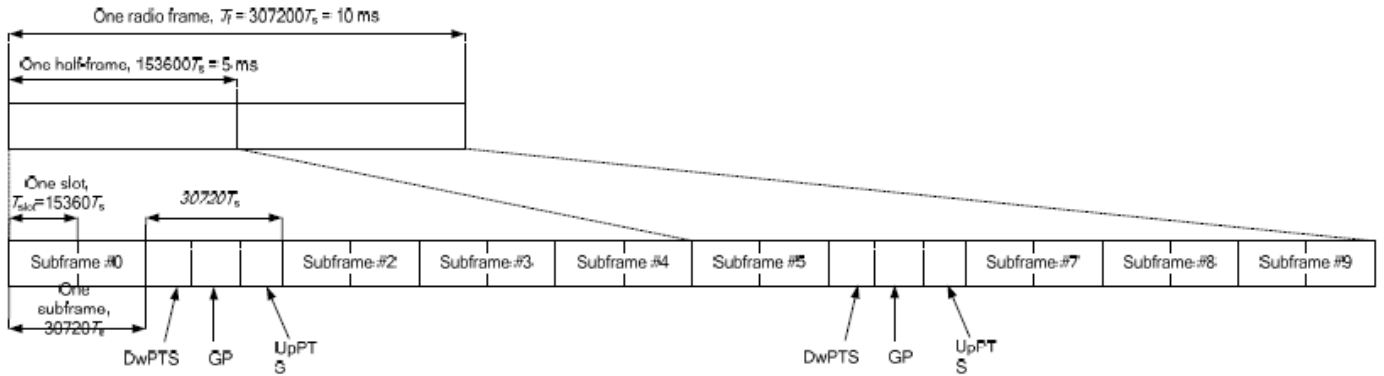 One radio frame, Tf = 307200Ts = 10 ms
One half-frame, 153600Ts = 5 ms
One slot,
Tslot=15360Ts
30720Ts
Subframe #0
Subframe #2
Subframe #3
Subframe #4
Subframe #5
Subframe #7
Subframe #8
Subframe #9
One
subframe,
30720Ts
DwPTS
GP
UpPT
S
DwPTS
GP
UpPT
S